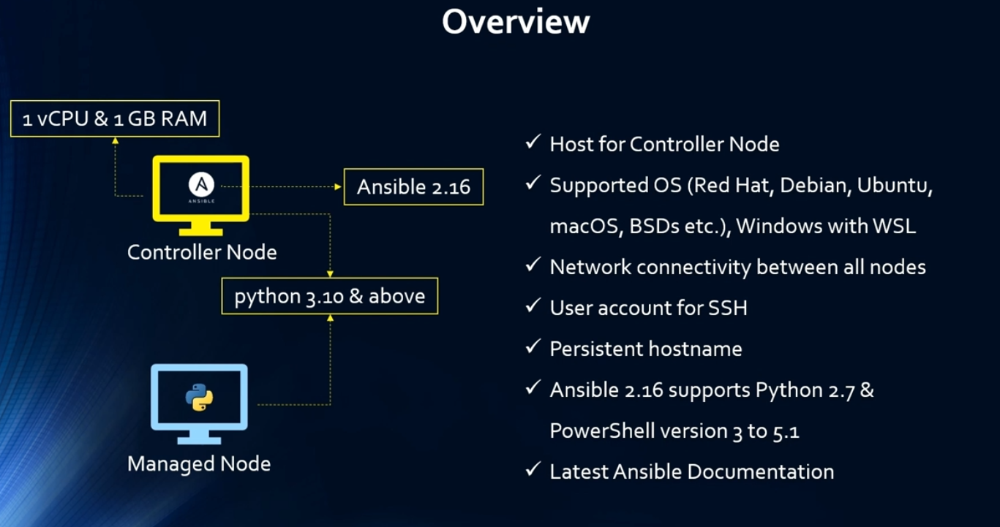 Overview
1 vCPU & 1 GB RAM
ANSIBLE
Ansible 2.16
Controller Node
python 3.10 & above
Managed Node
✓ Host for Controller Node
✓ Supported OS (Red Hat, Debian, Ubuntu,
macOS, BSDs etc.), Windows with WSL
✓ Network connectivity between all nodes
✓ User account for SSH
✓ Persistent hostname
✓ Ansible 2.16 supports Python 2.7 &
PowerShell version 3 to 5.1
✓ Latest Ansible Documentation